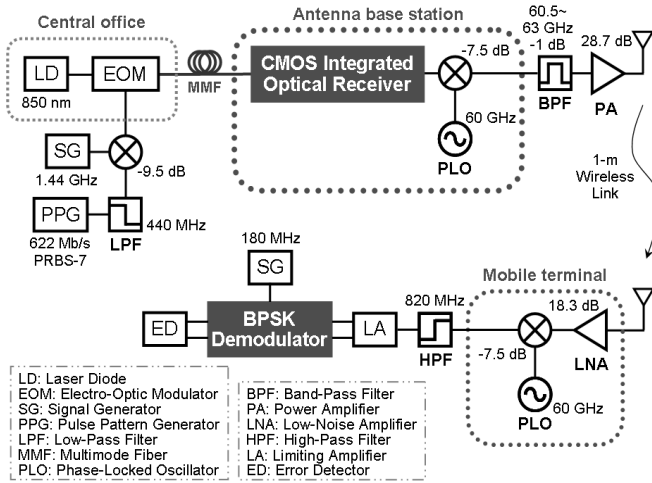 Central office
LD
EOM
850 nm
MMF
SG
1.44 GHz
-9.5 dB
PPG
622 Mb/s
PRBS-7
LPF
440 MHz
Antenna base station
CMOS Integrated
Optical Receiver
-7.5 dB
60 GHz
PLO
60.5~
63 GHz
-1 dB
BPF
28.7 dB
PA
1-m
Wireless
Link
Mobile terminal
18.3 dB
LNA
-7.5 dB
60 GHz
PLO
820 MHz
HPF
LA
180 MHz
SG
BPSK
Demodulator
ED
LD: Laser Diode
EOM: Electro-Optic Modulator
SG: Signal Generator
PPG: Pulse Pattern Generator
LPF: Low-Pass Filter
MMF: Multimode Fiber
PLO: Phase-Locked Oscillator
BPF: Band-Pass Filter
PA: Power Amplifier
LNA: Low-Noise Amplifier
HPF: High-Pass Filter
LA: Limiting Amplifier
ED: Error Detector